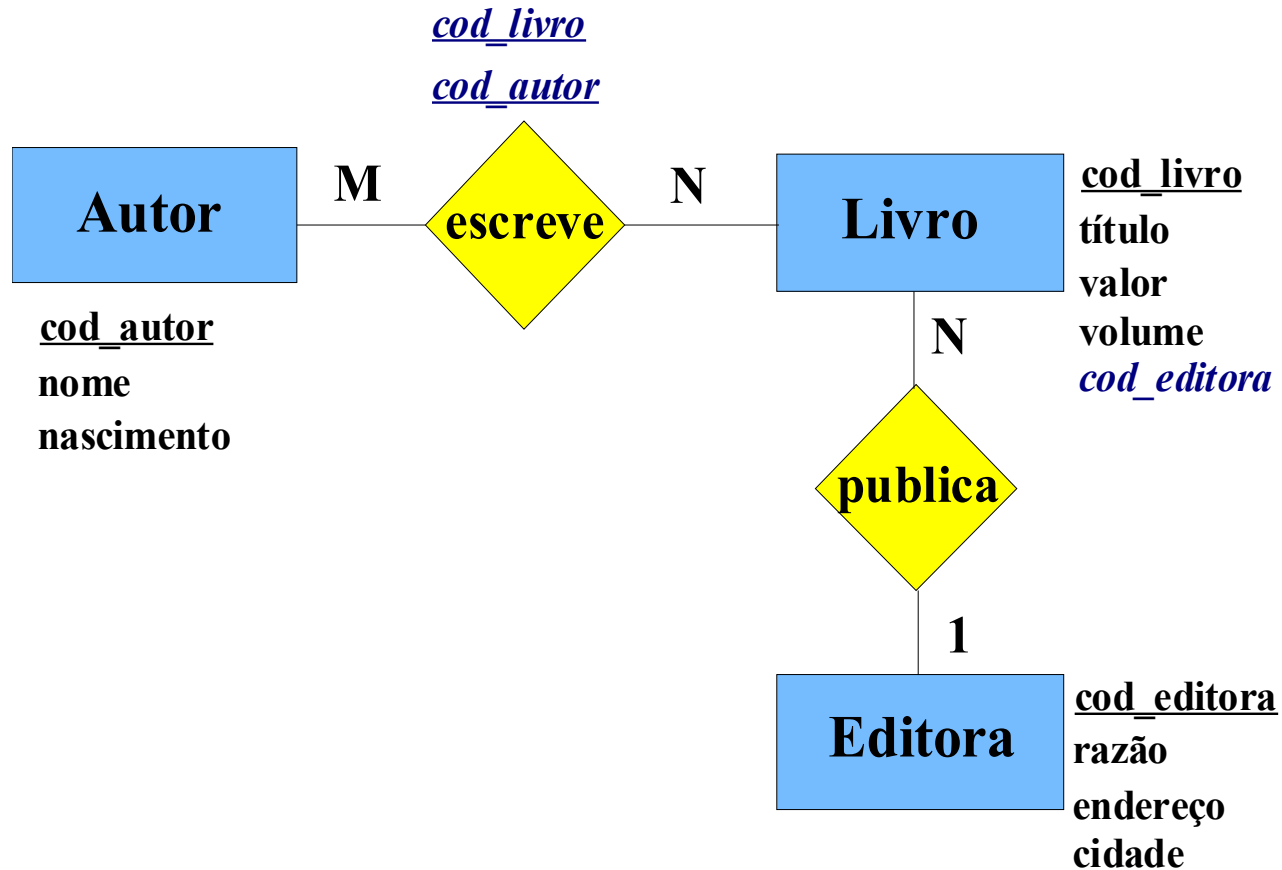 cod_livro
cod_autor
Autor
M
escreve
N
Livro
cod_livro
título
valor
volume
cod_editora
cod_autor
nome
nascimento
N
publica
1
Editora
cod_editora
razão
endereço
cidade